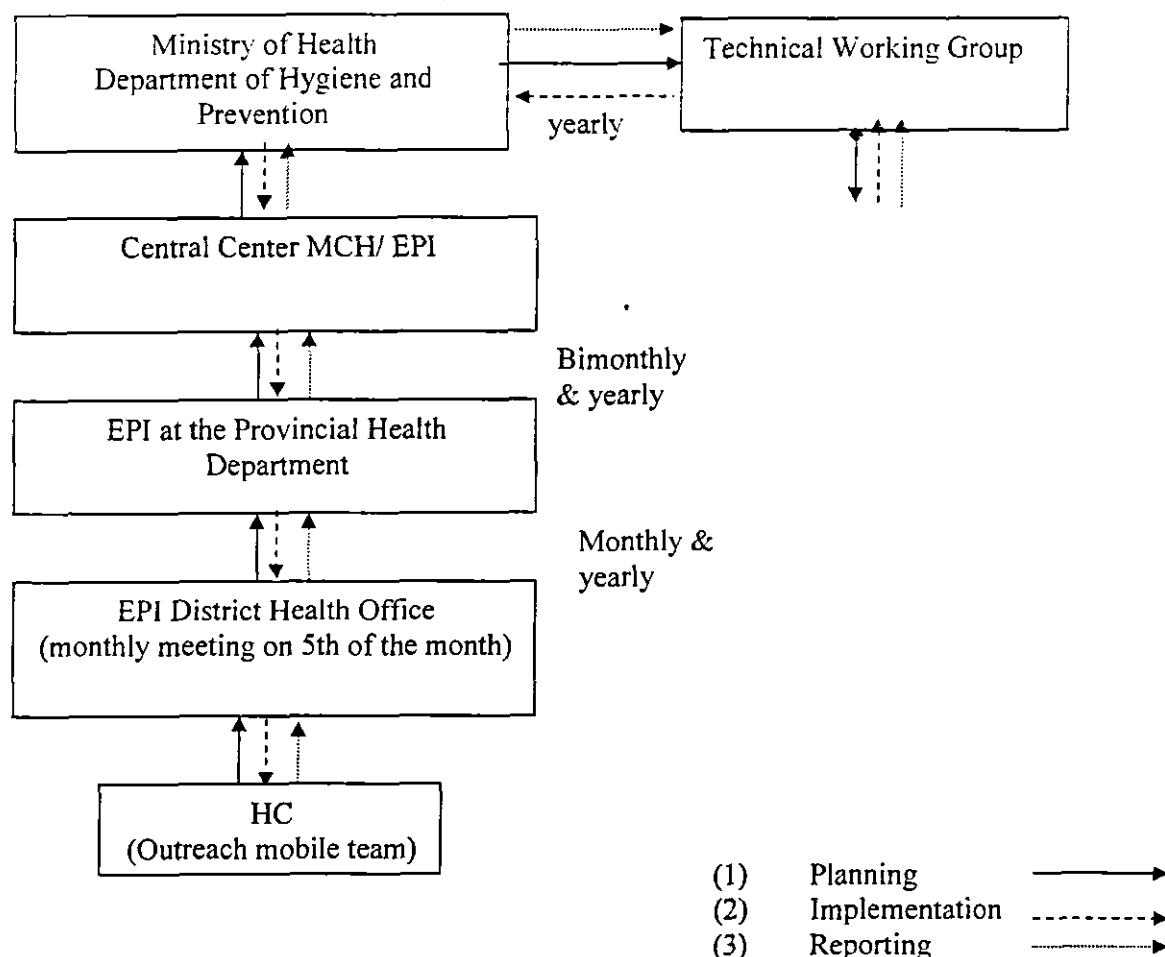 Ministry of Health
Department of Hygiene and
Prevention
Technical Working Group
yearly
Central Center MCH/ EPI
Bimonthly
& yearly
EPI at the Provincial Health
Department
Monthly &
yearly
EPI District Health Office
(monthly meeting on 5th of the month)
HC
(Outreach mobile team)
(1) Planning
(2) Implementation
(3) Reporting